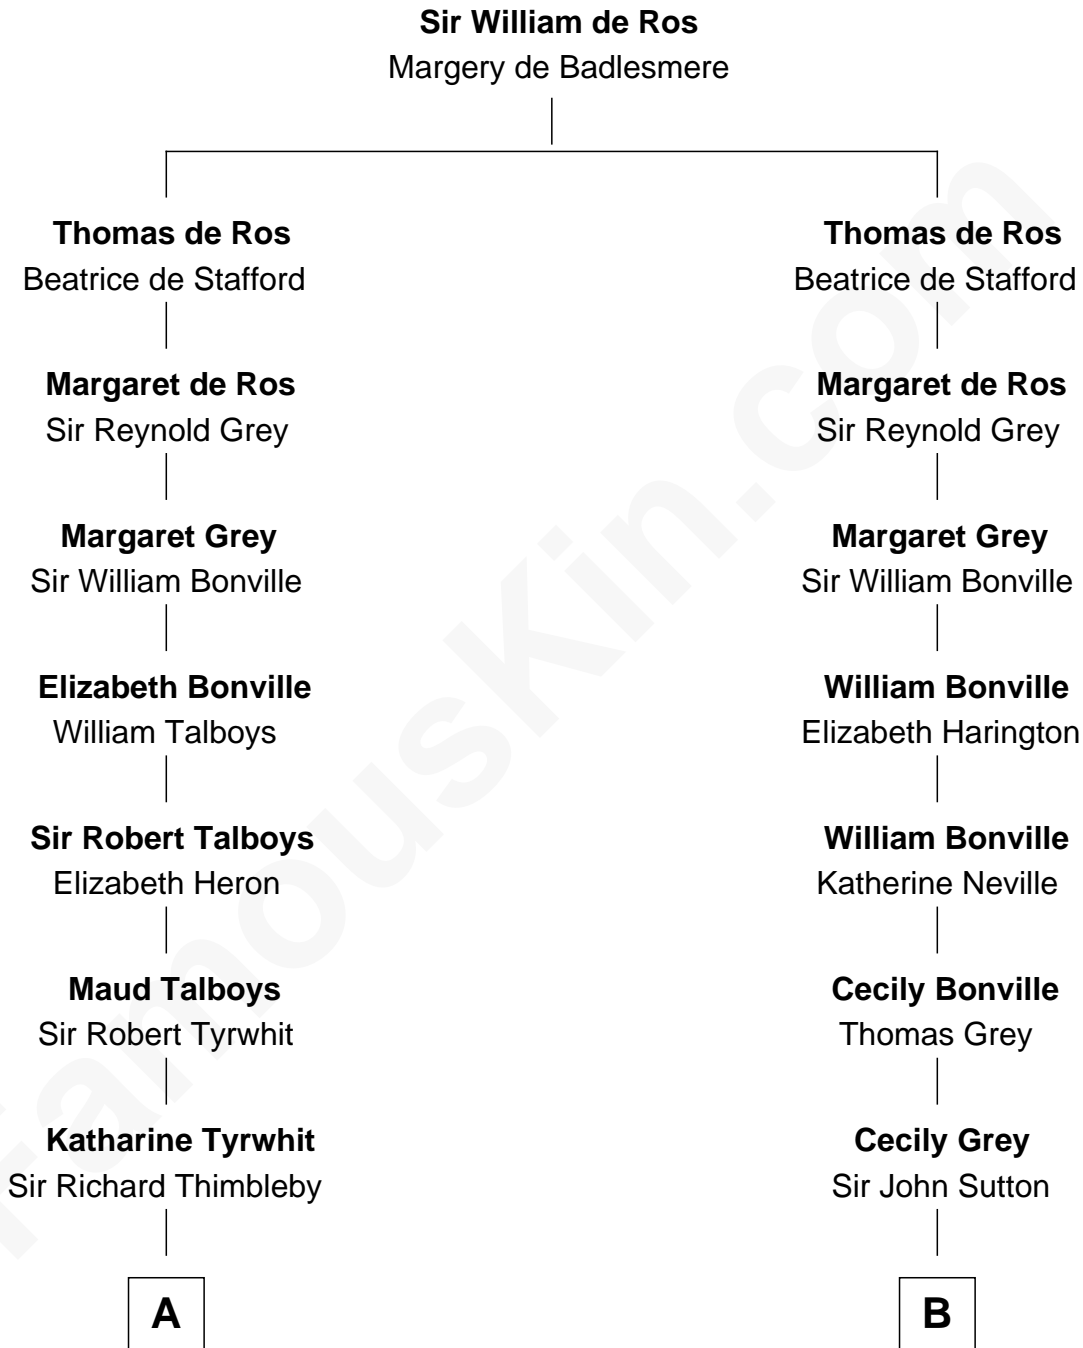 Sir William de Ros
Margery de Badlesmere
Thomas de Ros
Beatrice de Stafford
Margaret de Ros
Sir Reynold Grey
Margaret Grey
Sir William Bonville
Elizabeth Bonville
William Talboys
Sir Robert Talboys
Elizabeth Heron
Maud Talboys
Sir Robert Tyrwhit
Katharine Tyrwhit
Sir Richard Thimbleby
A
Thomas de Ros
Beatrice de Stafford
Margaret de Ros
Sir Reynold Grey
Margaret Grey
Sir William Bonville
William Bonville
Elizabeth Harington
William Bonville
Katherine Neville
Cecily Bonville
Thomas Grey
Cecily Grey
Sir John Sutton
B
FamousKin.com